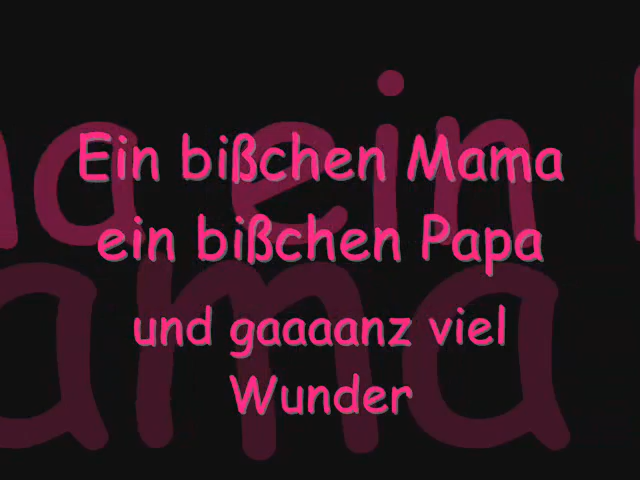 Ein bißchen Mama
ein bißchen Papa
und gaaaanz viel
Wunder